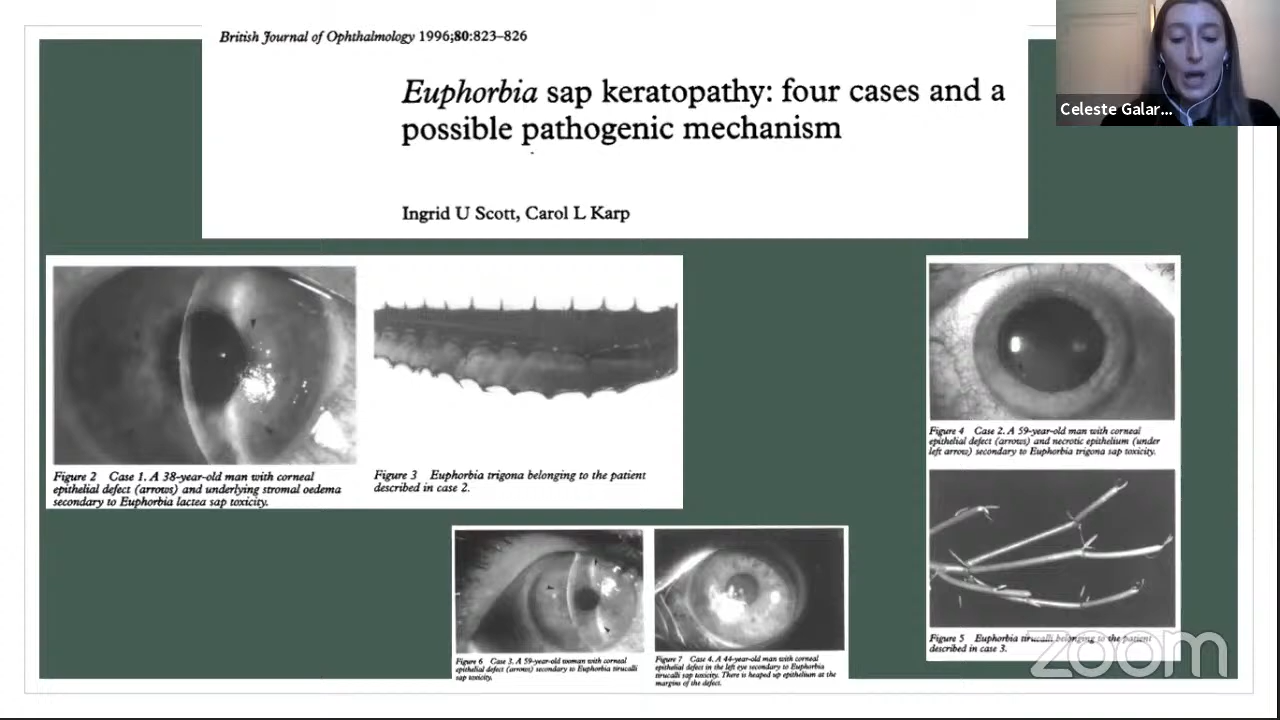 British Journal of Ophthalmology 1996;80:823–826
Euphorbia sap keratopathy: four cases and a
possible pathogenic mechanism
Ingrid U Scott, Carol L Karp
Celeste Galar...
Figure 2 Case 1. A 38-year-old man with corneal
epithelial defect (arrows) and underlying stromal oedema
secondary to Euphorbia lactea sap toxicity.
Figure 3 Euphorbia trigona belonging to the patient
described in case 2.
Figure 4 Case 2. A 59-year-old man with corneal
epithelial defect (arrows) and necrotic epithelium (under
left arrow) secondary to Euphorbia trigona sap toxicity.
Figure 5 Euphorbia tirucalli belonging to the patient
described in case 3.
Figure 6 Case 3. A 59-year-old woman with corneal
epithelial defect (arrows) secondary to Euphorbia tirucalli
sap toxicity.
Figure 7 Case 4. A 44-year-old man with corneal
epithelial defect in the left eye secondary to Euphorbia
tirucalli sap toxicity. There is heaped up epithelium at the
margins of the defect.
zoom